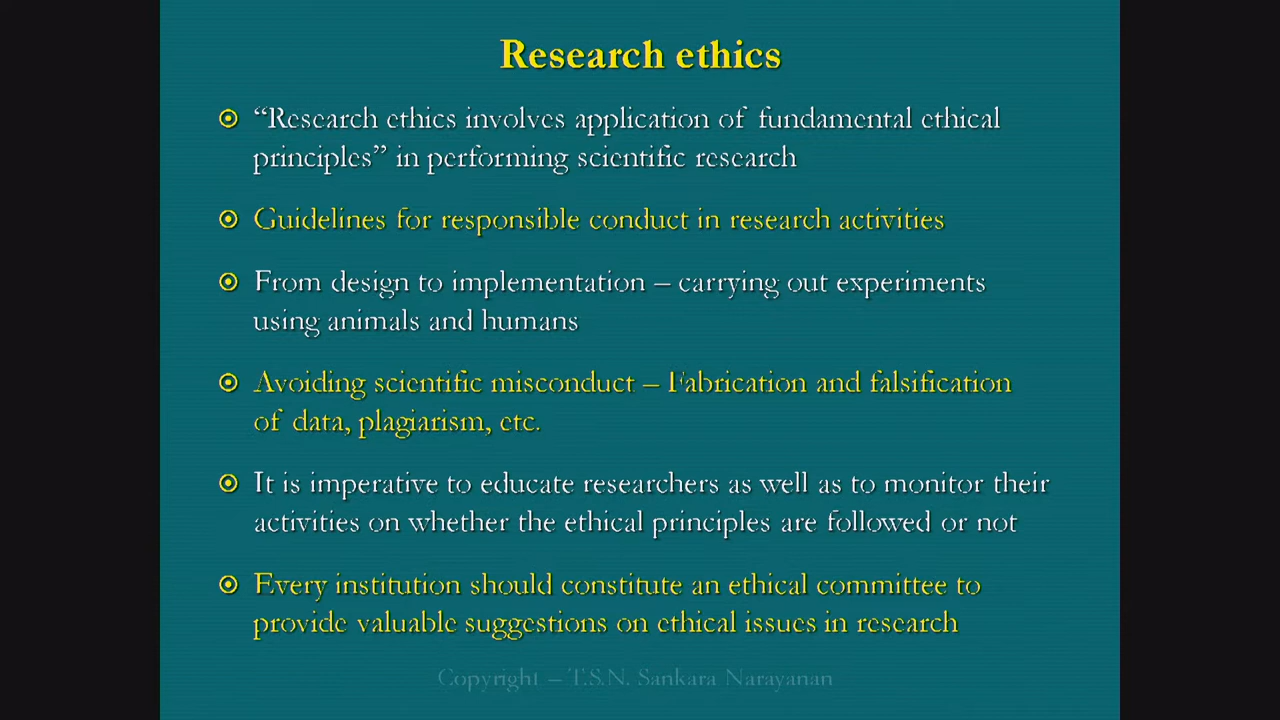 Research ethics
“Research ethics involves application of fundamental ethical
principles” in performing scientific research
Guidelines for responsible conduct in research activities
From design to implementation – carrying out experiments
using animals and humans
Avoiding scientific misconduct – Fabrication and falsification
of data, plagiarism, etc.
It is imperative to educate researchers as well as to monitor their
activities on whether the ethical principles are followed or not
Every institution should constitute an ethical committee to
provide valuable suggestions on ethical issues in research
Copyright – T.S.N. Sankara Narayanan